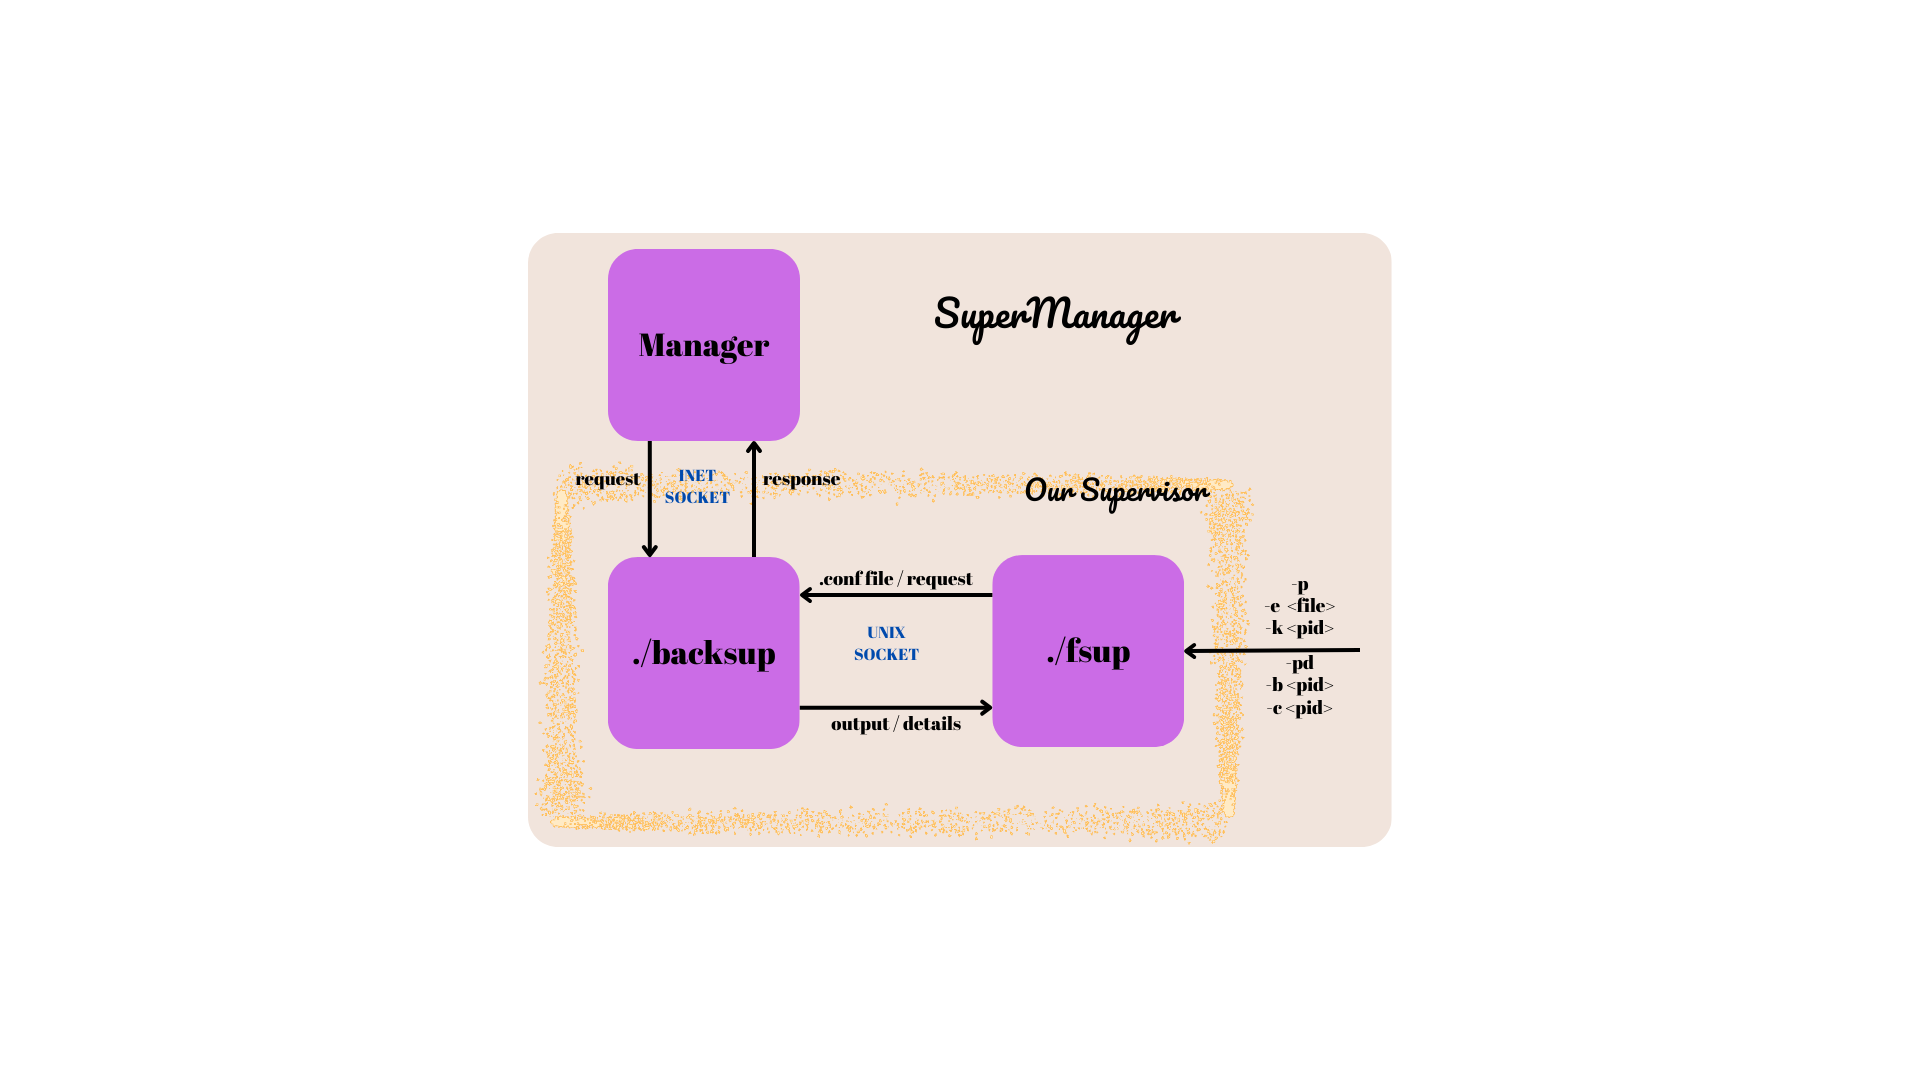 SuperManager
Manager
request
INET
SOCKET
response
Our Supervisor
.conf file / request
./backsup
UNIX
SOCKET
./fsup
output / details
-p
-e <file>
-k <pid>
-pd
-b <pid>
-c <pid>